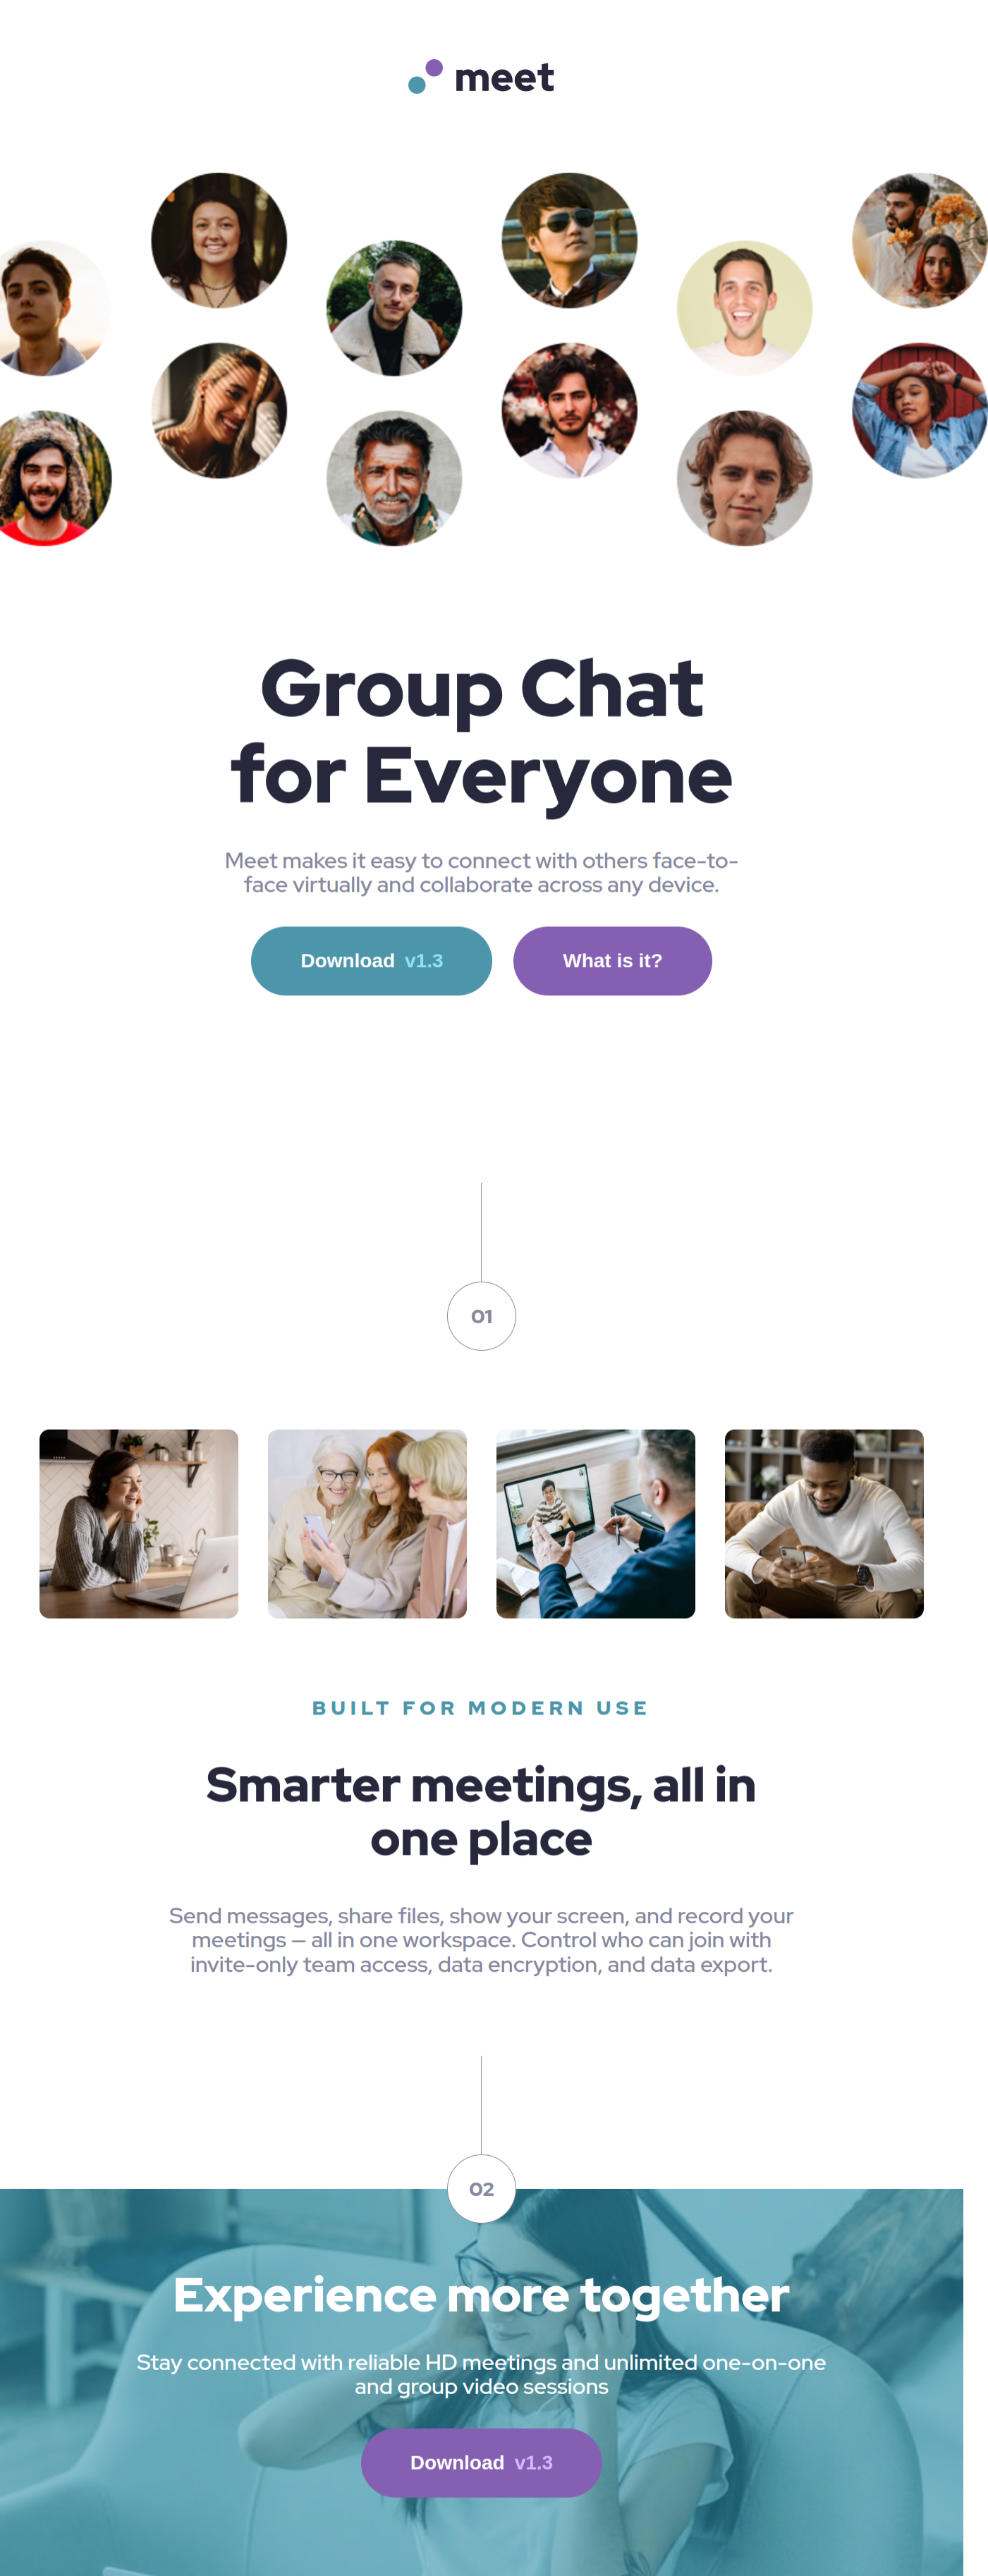 meet
Group Chat
for Everyone
Meet makes it easy to connect with others face-to-
face virtually and collaborate across any device.
Download v1.3
What is it?
01
BUILT FOR MODERN USE
Smarter meetings, all in
one place
Send messages, share files, show your screen, and record your
meetings — all in one workspace. Control who can join with
invite-only team access, data encryption, and data export.
02
Experience more together
Stay connected with reliable HD meetings and unlimited one-on-one
and group video sessions
Download v1.3